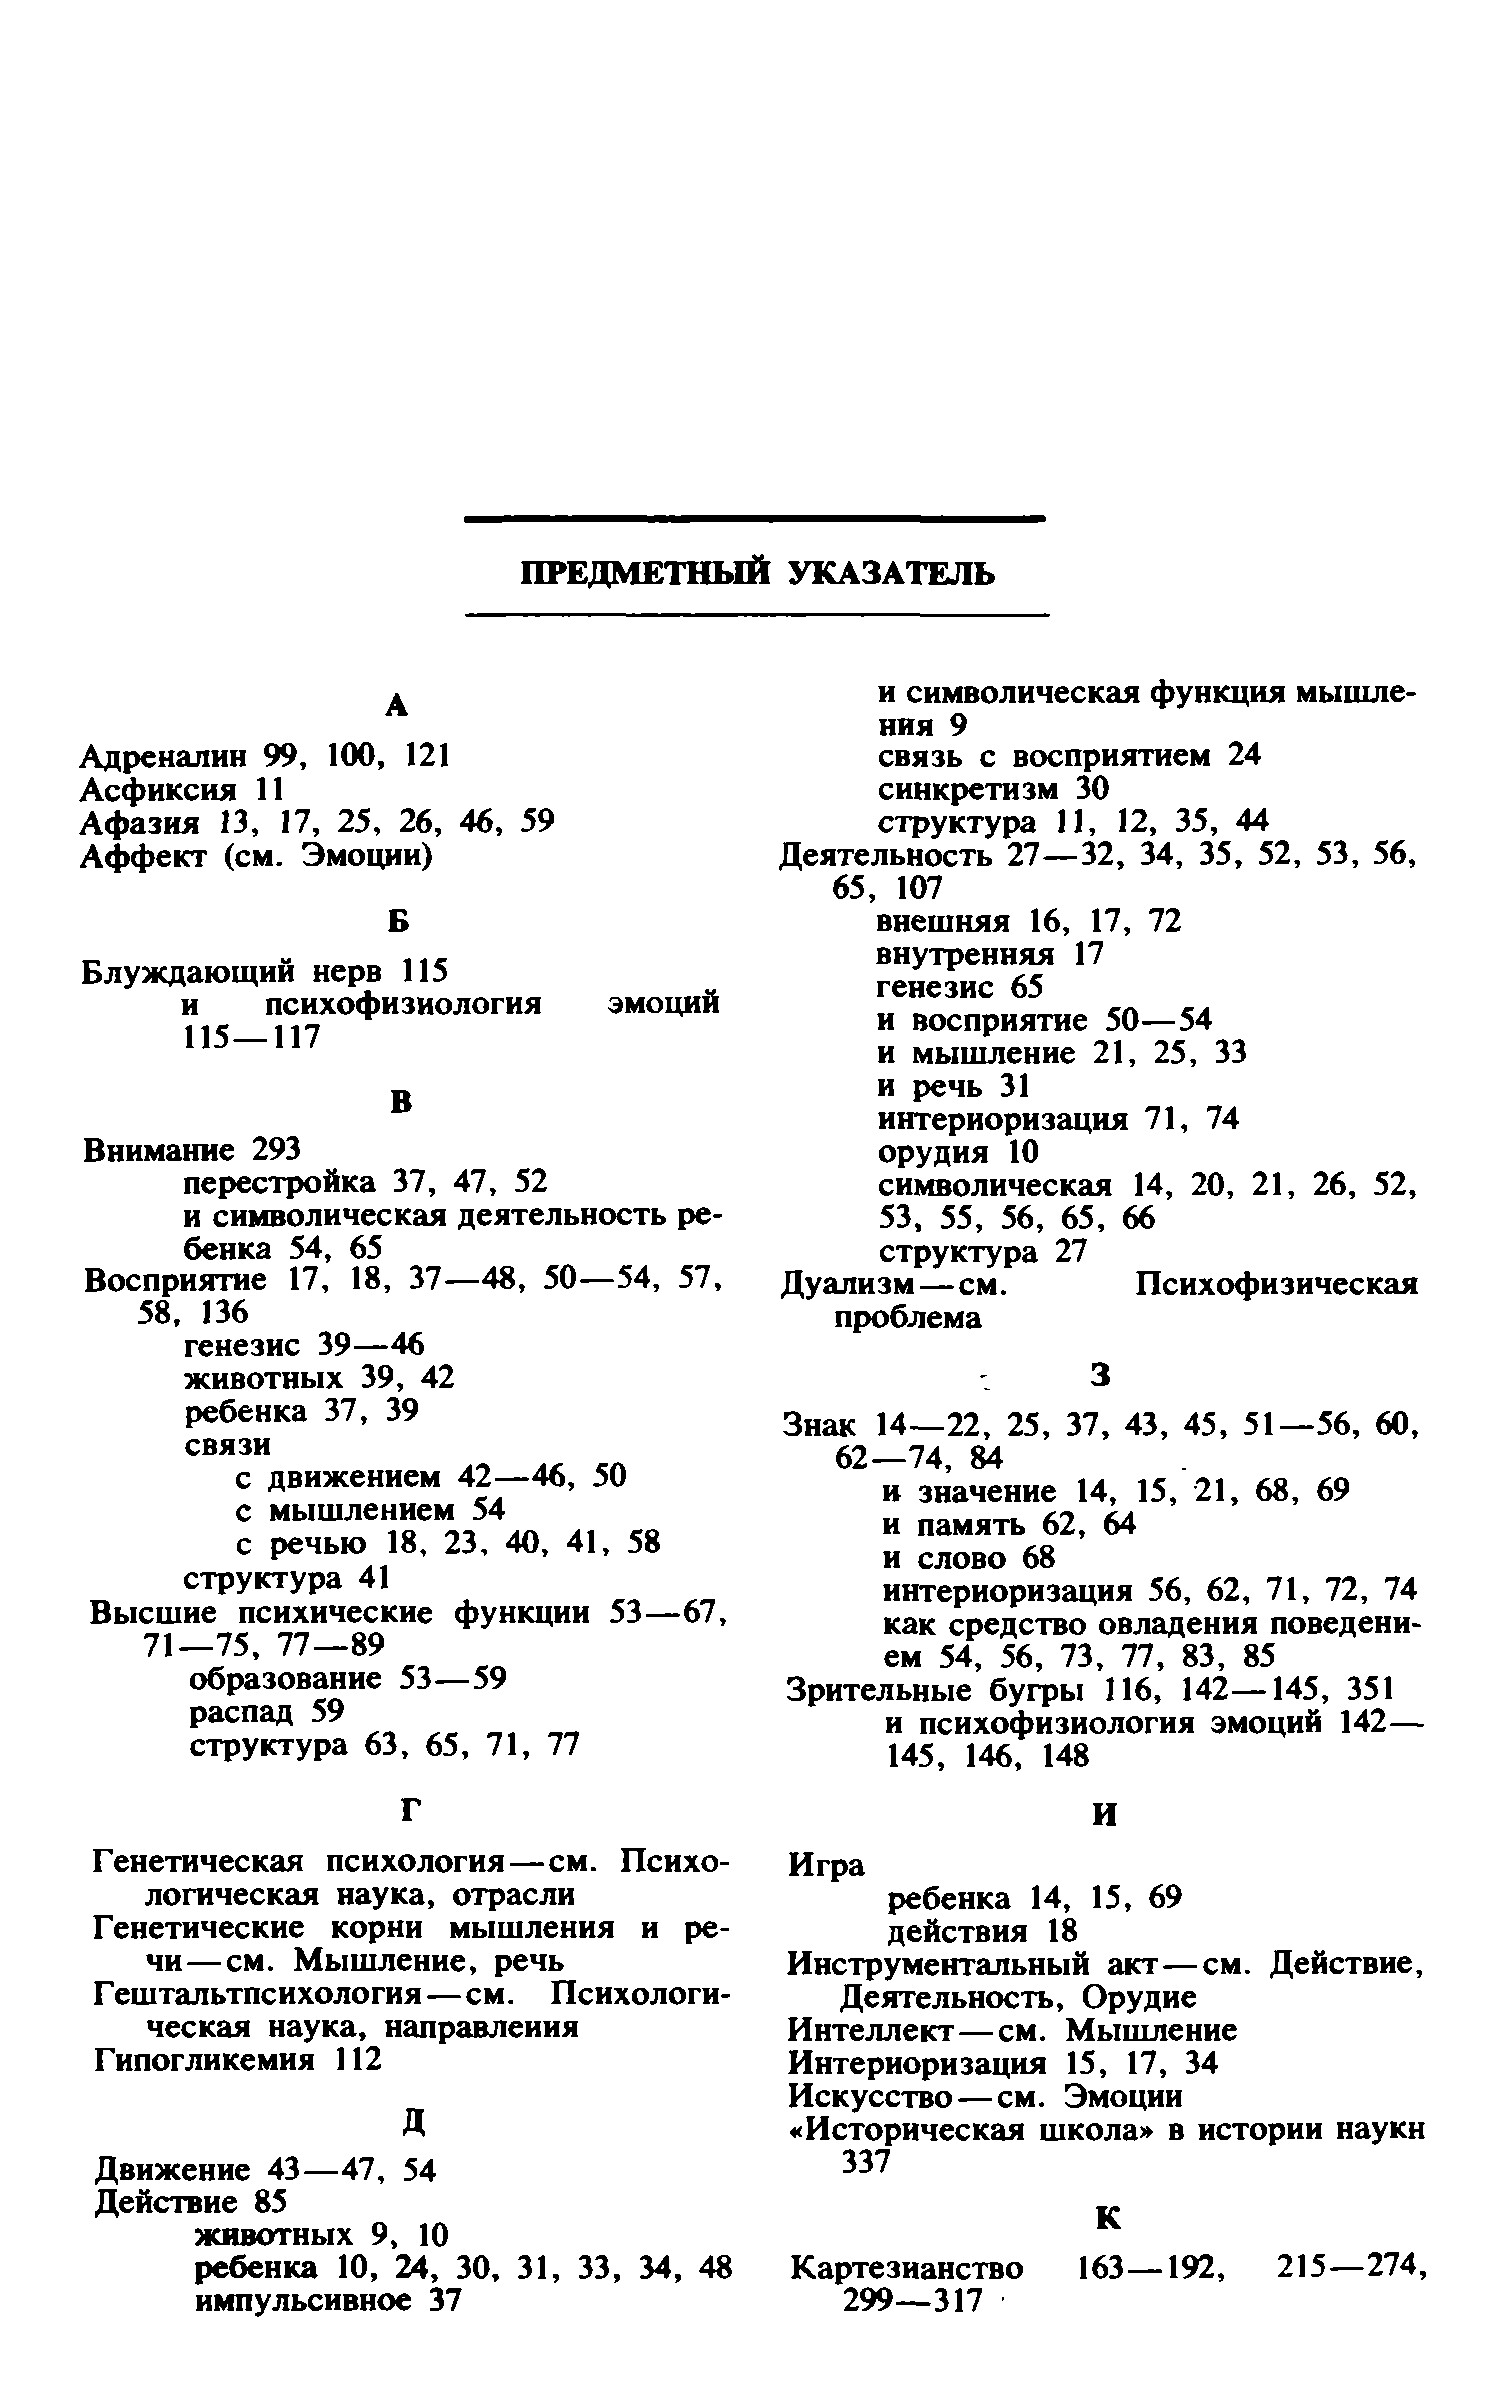 ПРЕДМЕТНЫЙ УКАЗАТЕЛЬ
А
Адреналин 99, 100, 121
Асфиксия 11
Афазия 13, 17, 25, 26, 46, 59
Аффект (см. Эмоции)
Б
Блуждающий нерв 115
и психофизиология эмоций
115—117
В
Внимание 293
перестройка 37, 47, 52
и символическая деятельность ре-
бенка 54, 65
Восприятие 17, 18, 37—48, 50—54, 57,
58, 136
генезис 39—46
животных 39, 42
ребенка 37, 39
связи
с движением 42—46, 50
с мышлением 54
с речью 18, 23, 40, 41, 58
структура 41
Высшие психические функции 53—67,
71—75, 77—89
образование 53—59
распад 59
структура 63, 65, 71, 77
Г
Генетическая психология—см. Психо-
логическая наука, отрасли
Генетические корни мышления и ре-
чи—см. Мышление, речь
Гештальтпсихология—см. Психологи-
ческая наука, направления
Гипогликемия 112
Д
Движение 43—47, 54
Действие 85
животных 9, 10
ребенка 10, 24, 30, 31, 33, 34, 48
импульсивное 37
и символическая функция мышле-
ния 9
связь с восприятием 24
синкретизм 30
структура 11, 12, 35, 44
Деятельность 27—32, 34, 35, 52, 53, 56,
65, 107
внешняя 16, 17, 72
внутренняя 17
генезис 65
и восприятие 50—54
и мышление 21, 25, 33
и речь 31
интериоризация 71, 74
орудия 10
символическая 14, 20, 21, 26, 52,
53, 55, 56, 65, 66
структура 27
Дуализм—см. Психофизическая
проблема
З
Знак 14—22, 25, 37, 43, 45, 51—56, 60,
62—74, 84
и значение 14, 15, 21, 68, 69
и память 62, 64
и слово 68
интериоризация 56, 62, 71, 72, 74
как средство овладения поведени-
ем 54, 56, 73, 77, 83, 85
Зрительные бугры 116, 142—145, 351
и психофизиология эмоций 142—
145, 146, 148
И
Игра
ребенка 14, 15, 69
действия 18
Инструментальный акт—см. Действие,
Деятельность, Орудие
Интеллект—см. Мышление
Интериоризация 15, 17, 34
Искусство—см. Эмоции
«Историческая школа» в истории наукн
337
К
Картезианство 163—192, 215—274,
299—317